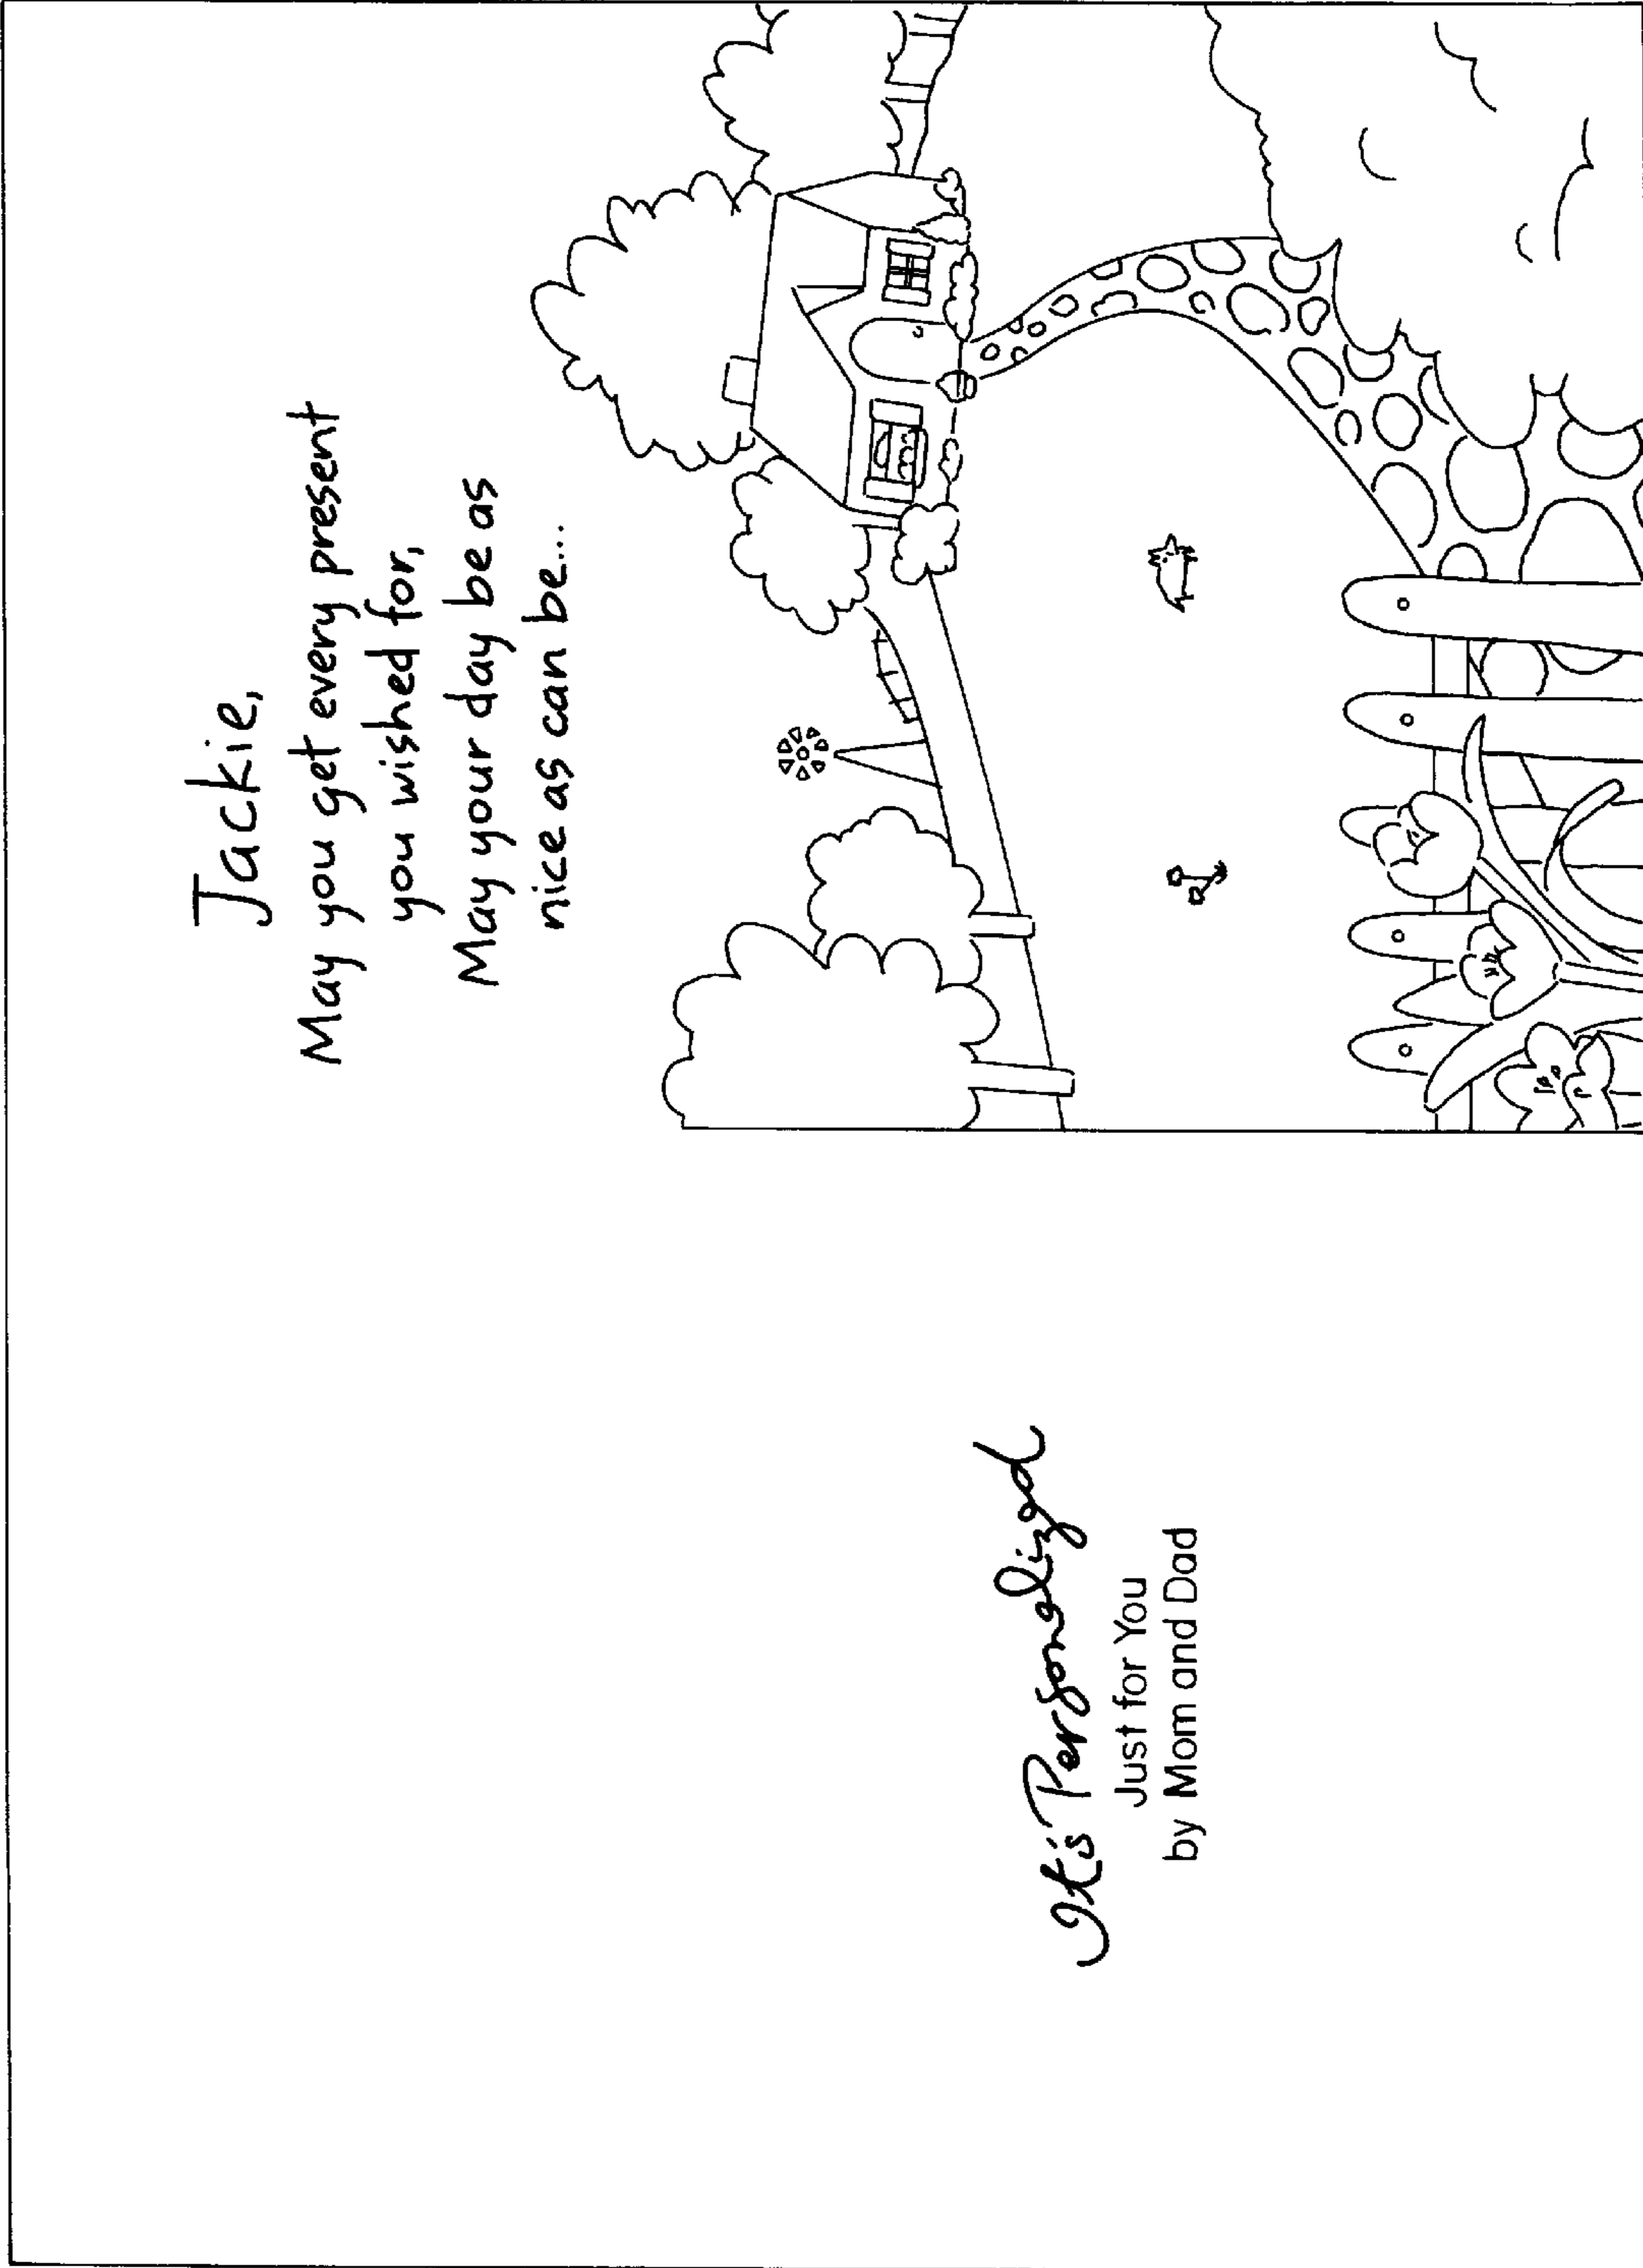 Jackie,
May you get every present
you wished for,
May your day be as
nice as can be...
It's Personalized
Just for You
by Mom and Dad